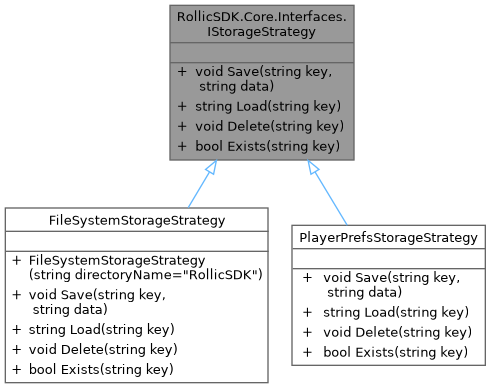 RollicSDK.Core.Interfaces.
IStorageStrategy
+ void Save(string key,
string data)
+ string Load(string key)
+ void Delete(string key)
+ bool Exists(string key)
FileSystemStorageStrategy
+ FileSystemStorageStrategy
(string directoryName="RollicSDK")
+ void Save(string key,
string data)
+ string Load(string key)
+ void Delete(string key)
+ bool Exists(string key)
PlayerPrefsStorageStrategy
+ void Save(string key,
string data)
+ string Load(string key)
+ void Delete(string key)
+ bool Exists(string key)